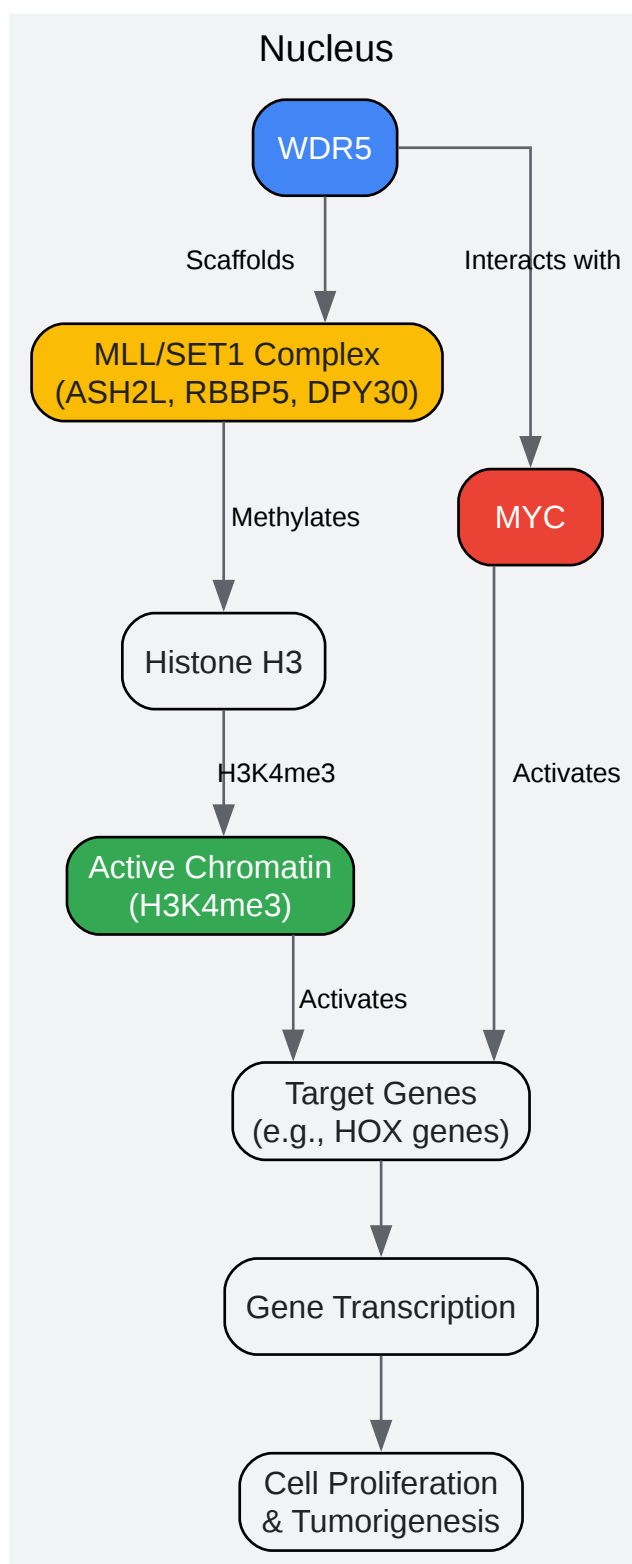 Nucleus
WDR5
Scaffolds
Interacts with
MLL/SET1 Complex
(ASH2L, RBBP5, DPY30)
MYC
Methylates
Histone H3
H3K4me3
Activates
Active Chromatin
(H3K4me3)
Activates
Target Genes
(e.g., HOX genes)
Gene Transcription
Cell Proliferation
& Tumorigenesis